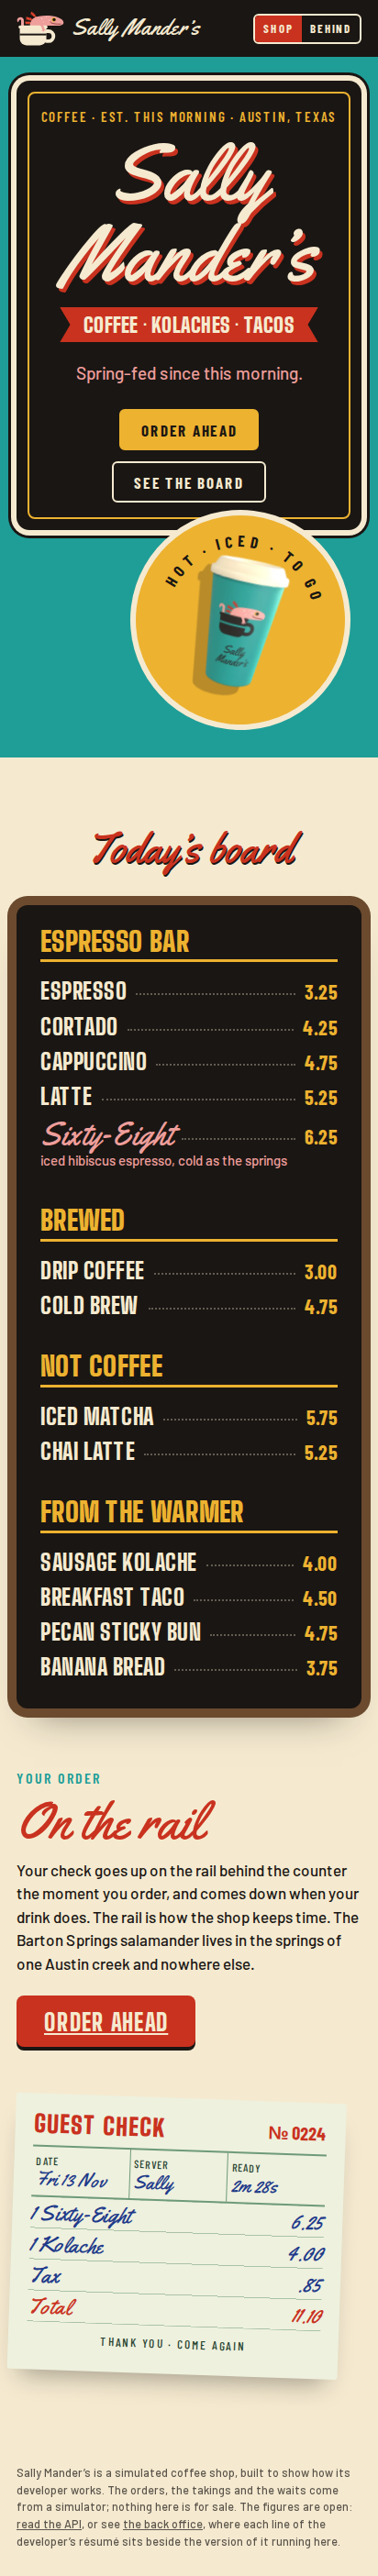 Sally Mander's
SHOP BEHIND
COFFEE · EST. THIS MORNING · AUSTIN, TEXAS
Sally
Mander's
COFFEE · KOLACHES · TACOS
Spring-fed since this morning.
ORDER AHEAD
SEE THE BOARD
HOT · ICED · TO GO
Sally
Mander's
Today's board
ESPRESSO BAR
ESPRESSO 3.25
CORTADO 4.25
CAPPUCCINO 4.75
LATTE 5.25
Sixty-Eight 6.25
iced hibiscus espresso, cold as the springs
BREWED
DRIP COFFEE 3.00
COLD BREW 4.75
NOT COFFEE
ICED MATCHA 5.75
CHAI LATTE 5.25
FROM THE WARMER
SAUSAGE KOLACHE 4.00
BREAKFAST TACO 4.50
PECAN STICKY BUN 4.75
BANANA BREAD 3.75
YOUR ORDER
On the rail
Your check goes up on the rail behind the counter
the moment you order, and comes down when your
drink does. The rail is how the shop keeps time. The
Barton Springs salamander lives in the springs of
one Austin creek and nowhere else.
ORDER AHEAD
GUEST CHECK № 0224
DATE SERVER READY
Fri 13 Nov Sally 2m 28s
1 Sixty-Eight 6.25
1 Kolache 4.00
Tax .85
Total 11.10
THANK YOU · COME AGAIN
Sally Mander's is a simulated coffee shop, built to show how its
developer works. The orders, the takings and the waits come
from a simulator; nothing here is for sale. The figures are open:
read the API, or see the back office, where each line of the
developer's résumé sits beside the version of it running here.